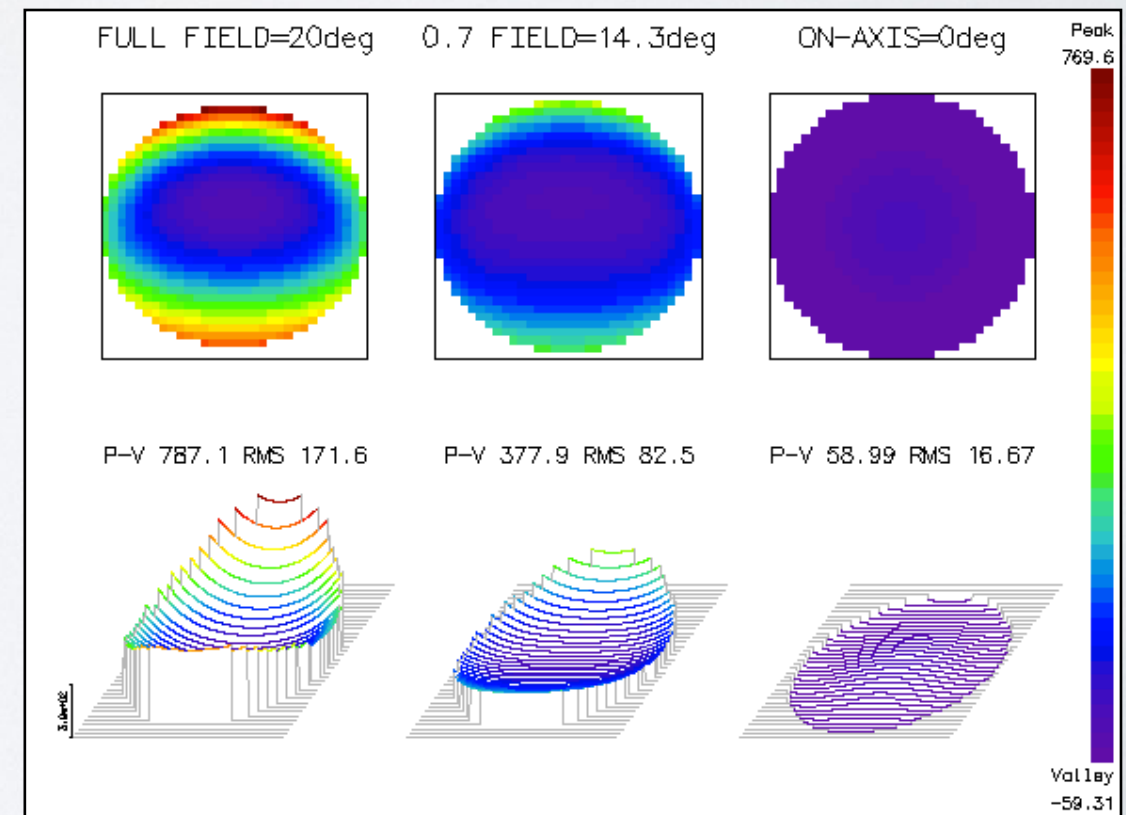 FULL FIELD=20deg
0.7 FIELD=14.3deg
ON-AXIS=0deg
Peak
769.6
P-V 787.1 RMS 171.6
P-V 377.9 RMS 82.5
P-V 58.99 RMS 16.67
Valley
-59.31